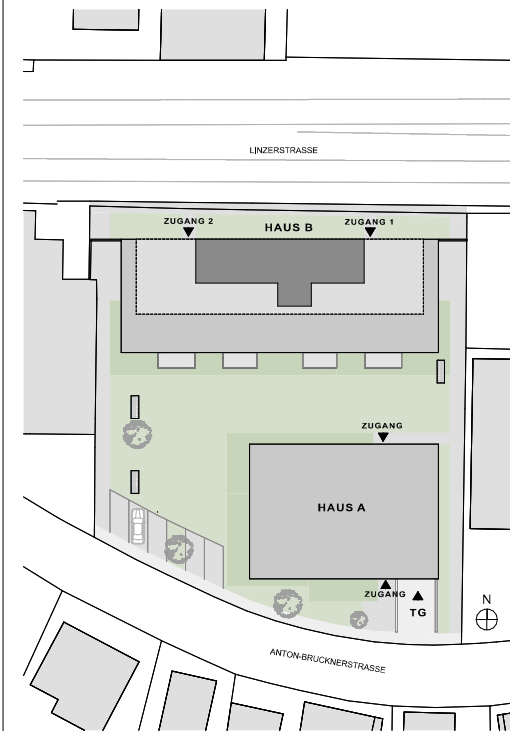 LINZERSTRASSE
ZUGANG 2
HAUS B
ZUGANG 1
ZUGANG
HAUS A
ZUGANG
TG
N
ANTON-BRUCKNERSTRASSE